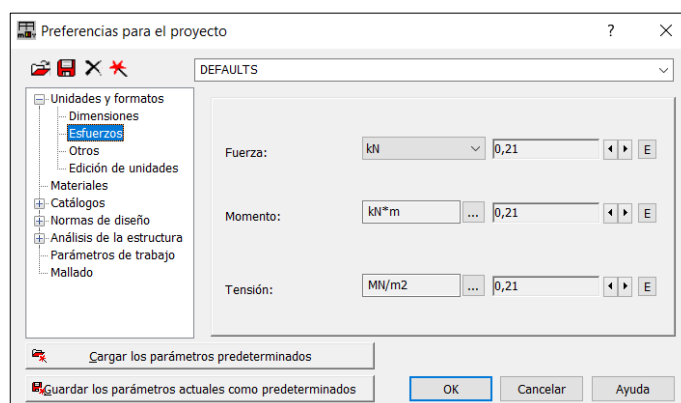 Preferencias para el proyecto
?
DEFAULTS
Unidades y formatos
Dimensiones
Esfuerzos
Otros
Edición de unidades
Materiales
Catálogos
Normas de diseño
Análisis de la estructura
Parámetros de trabajo
Mallado
Fuerza: kN 0,21 E
Momento: kN*m ... 0,21 E
Tensión: MN/m2 ... 0,21 E
Cargar los parámetros predeterminados
Guardar los parámetros actuales como predeterminados
OK Cancelar Ayuda